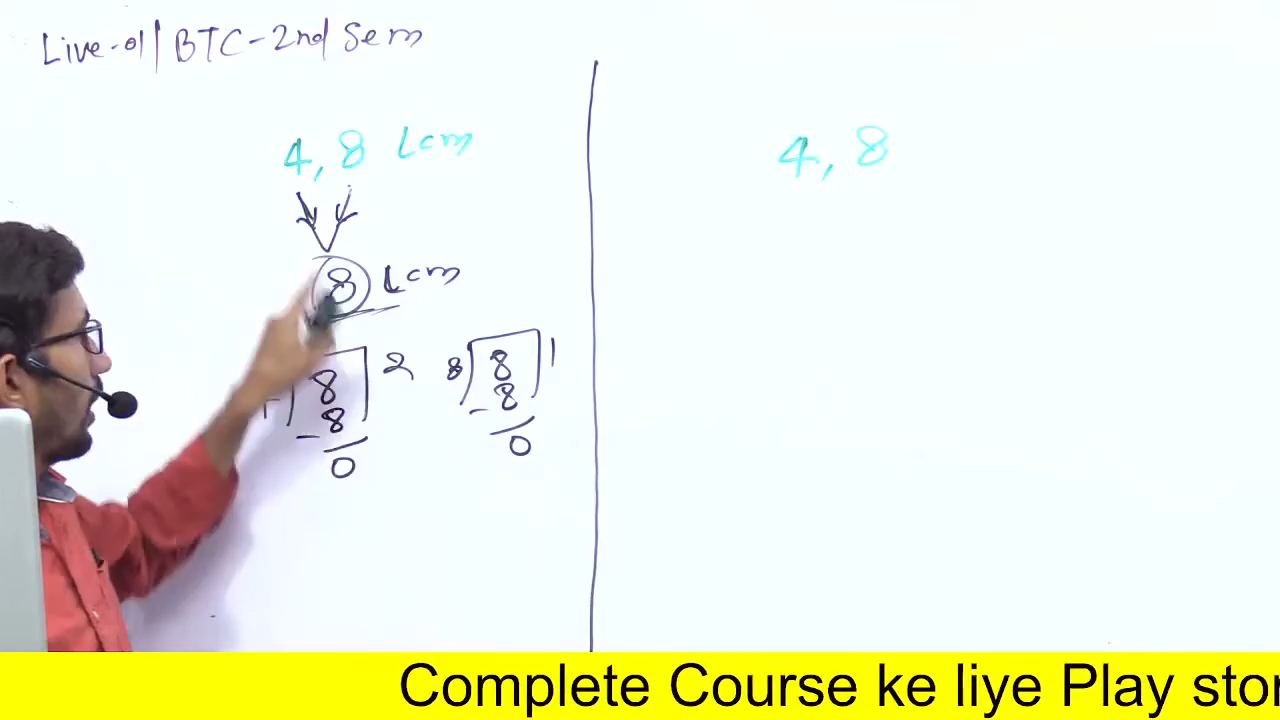 Live-01|BTC-2nd Sem
4, 8 Lcm
8 Lcm
8 2
-8
0
8 8 1
-8
0
4, 8
Complete Course ke liye Play